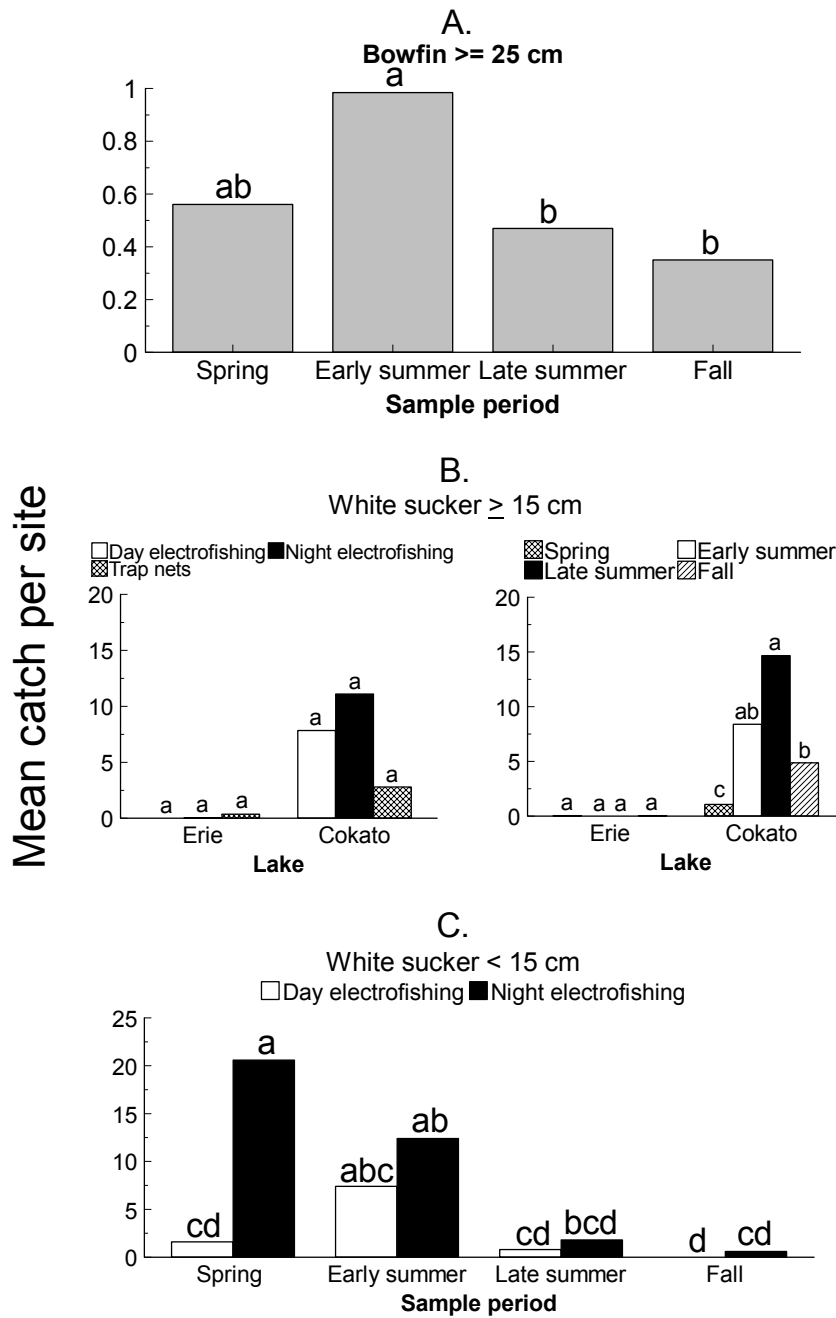 A.
Bowfin >= 25 cm
1
0.8
0.6
0.4
0.2
0
ab
a
b
b
Spring Early summer Late summer Fall
Sample period
Mean catch per site
B.
White sucker ≥ 15 cm
Day electrofishing Night electrofishing
Trap nets
20
15
10
5
0
a a a a a a
Erie Cokato
Lake
Spring Early summer
Late summer Fall
20
15
10
5
0
a a a a c ab a b
Erie Cokato
Lake
C.
White sucker < 15 cm
Day electrofishing Night electrofishing
25
20
15
10
5
0
cd a abc ab cd bcd d cd
Spring Early summer Late summer Fall
Sample period